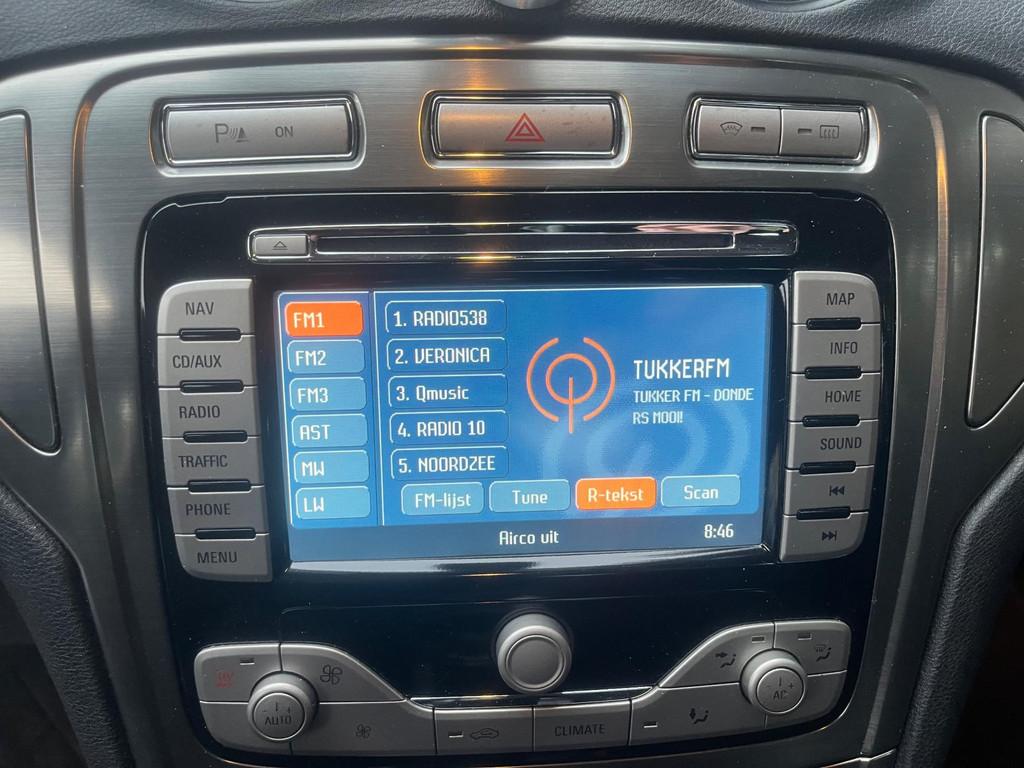 P ON
NAV
CD/AUX
RADIO
TRAFFIC
PHONE
MENU
FM1
FM2
FM3
AST
MW
LW
1. RADIO538
2. VERONICA
3. Qmusic
4. RADIO 10
5. NOORDZEE
TUKKERFM
TUKKER FM - DONDE
RS MOOI!
FM-lijst Tune R-tekst Scan
Airco uit 8:46
MAP
INFO
HOME
SOUND
AUTO
CLIMATE
AC